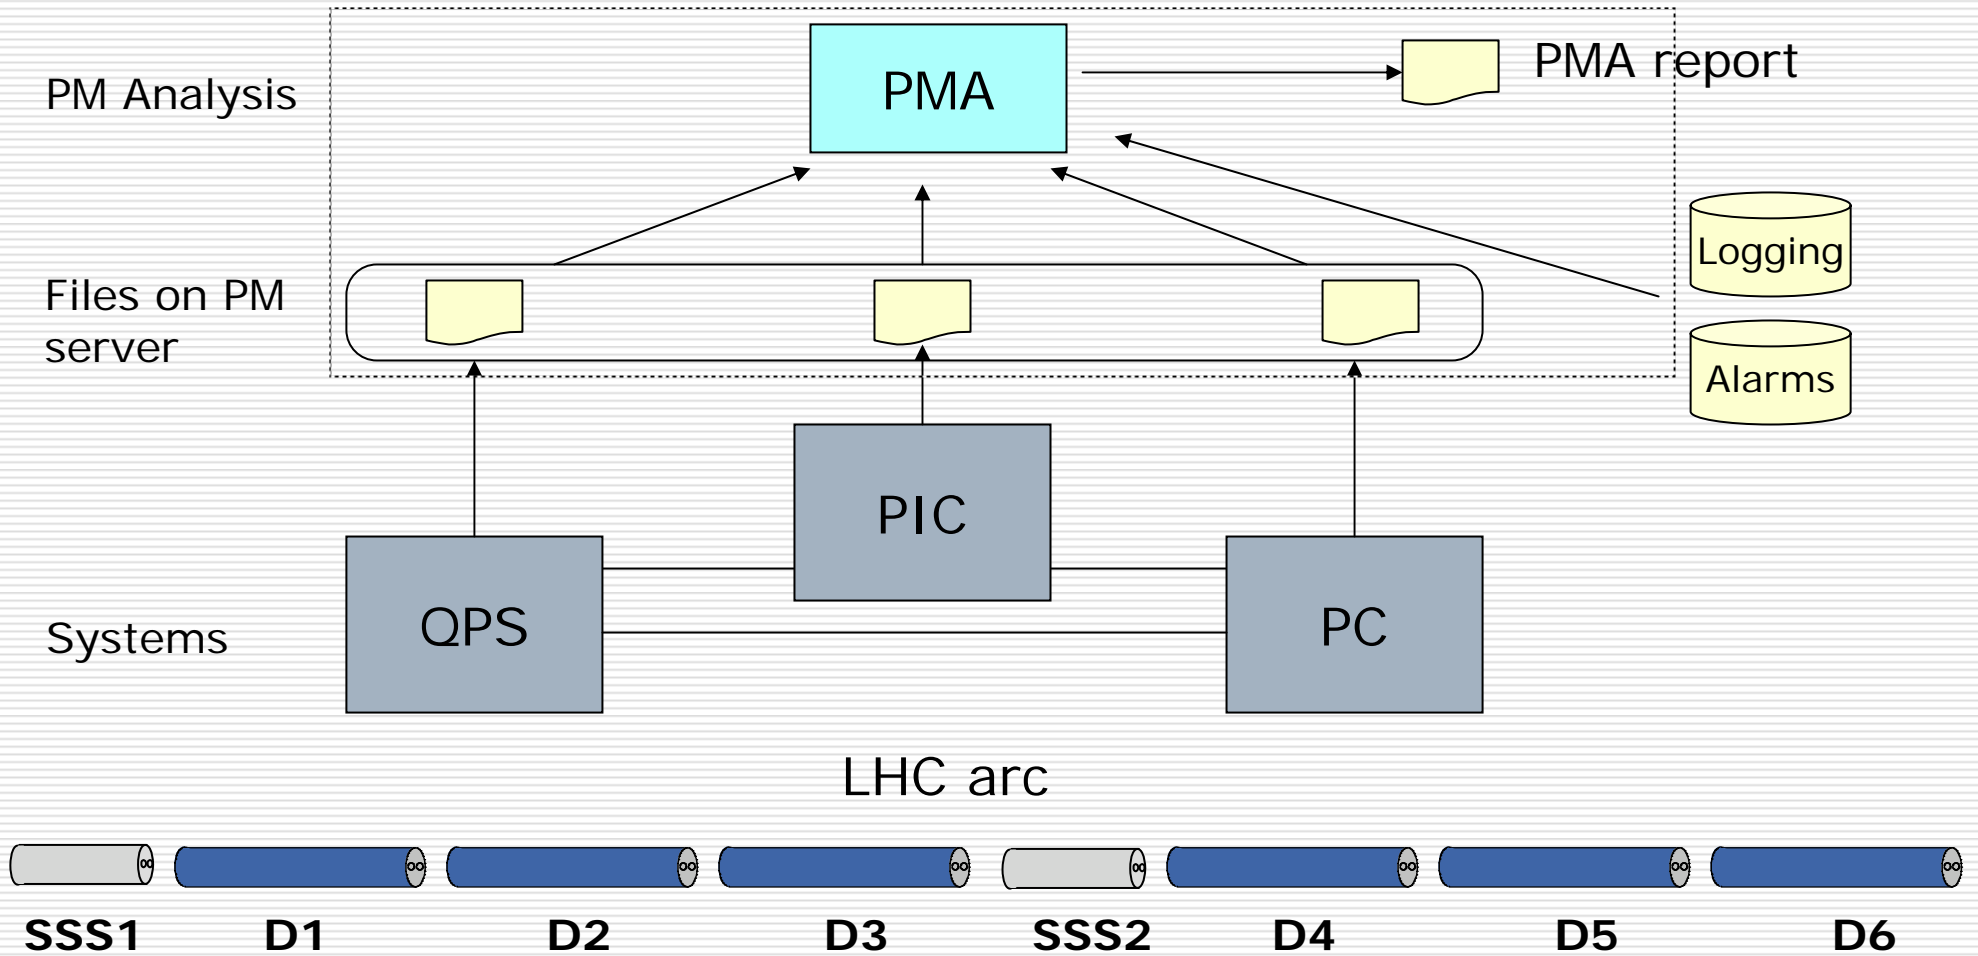 PMA report
PM Analysis
PMA
Logging
Files on PM
server
Alarms
PIC
QPS
PC
Systems
LHC arc
SSS1 D1 D2 D3 SSS2 D4 D5 D6